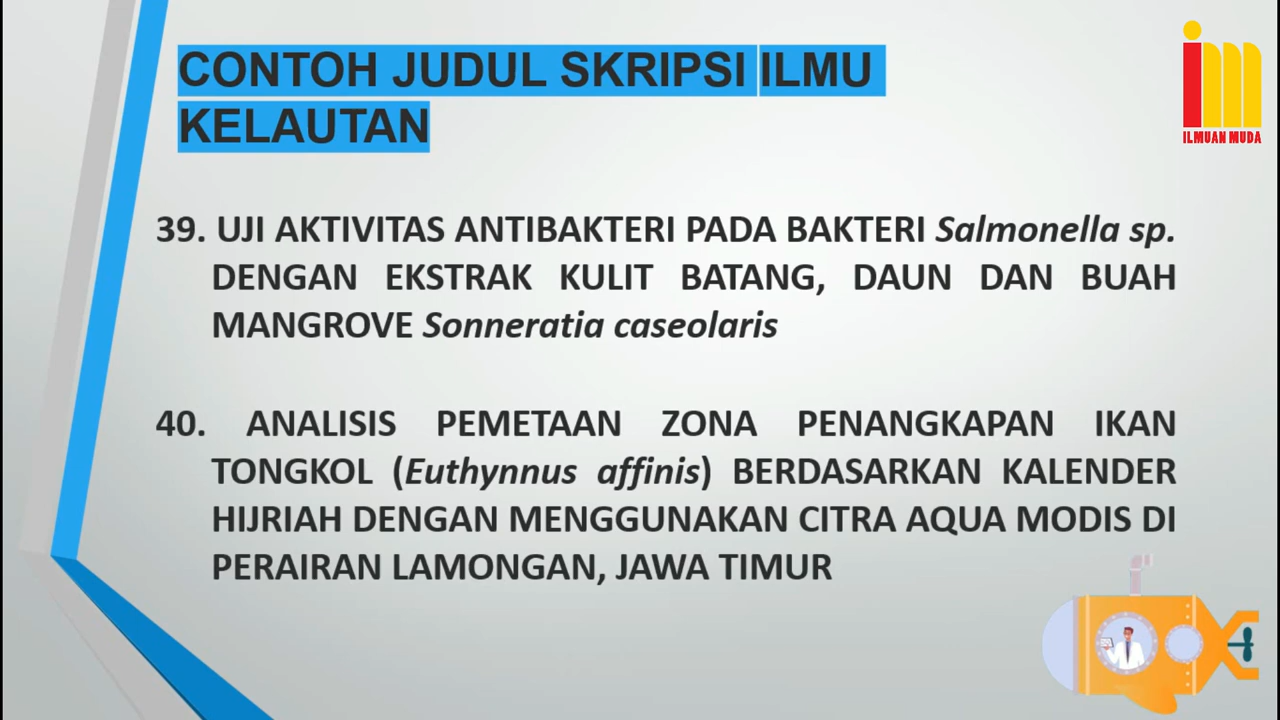 CONTOH JUDUL SKRIPSI ILMU
KELAUTAN
ILMUAN MUDA
39. UJI AKTIVITAS ANTIBAKTERI PADA BAKTERI Salmonella sp.
DENGAN EKSTRAK KULIT BATANG, DAUN DAN BUAH
MANGROVE Sonneratia caseolaris
40. ANALISIS PEMETAAN ZONA PENANGKAPAN IKAN
TONGKOL (Euthynnus affinis) BERDASARKAN KALENDER
HIJRIAH DENGAN MENGGUNAKAN CITRA AQUA MODIS DI
PERAIRAN LAMONGAN, JAWA TIMUR